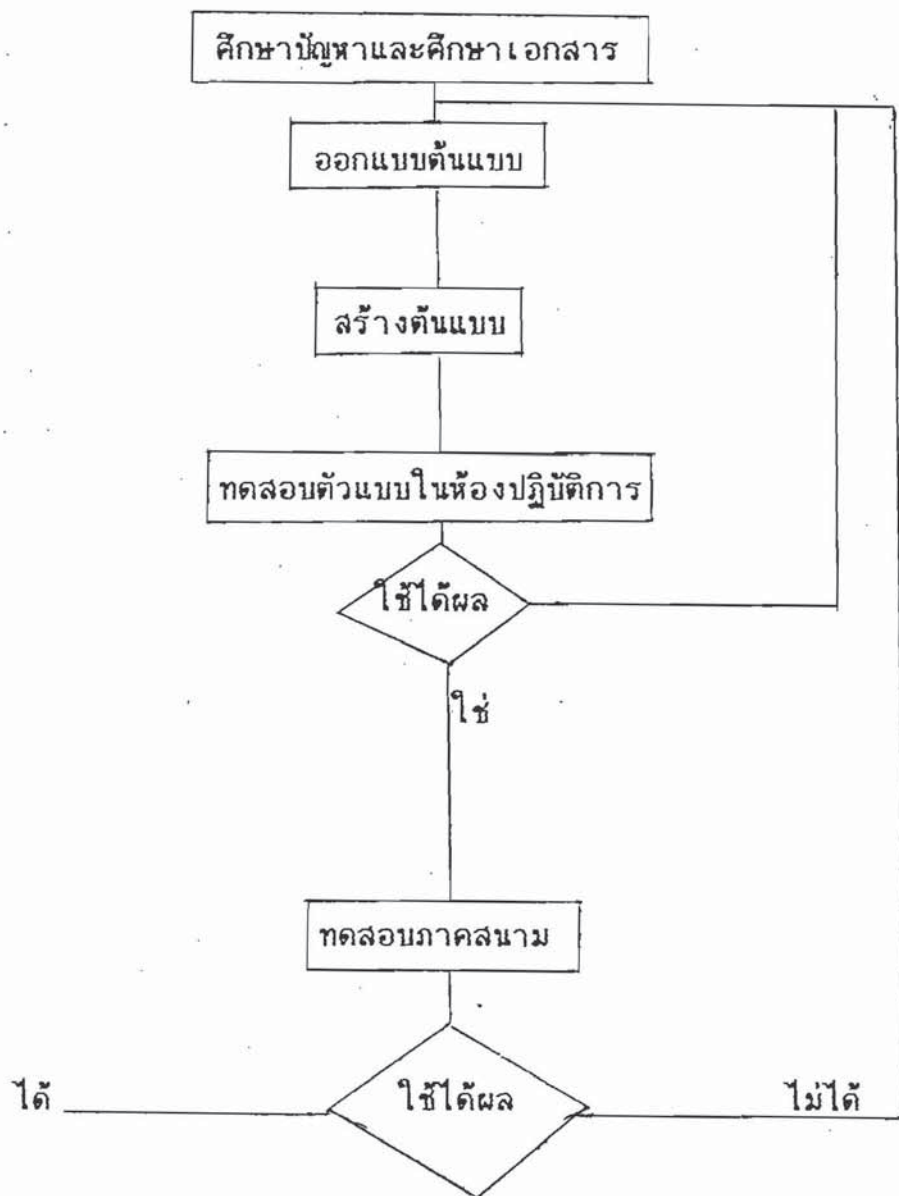 ศึกษาปัญหาและศึกษาเอกสาร
ออกแบบต้นแบบ
สร้างต้นแบบ
ทดสอบตัวแบบในห้องปฏิบัติการ
ใช้ได้ผล
ใช่
ทดสอบภาคสนาม
ได้
ใช้ได้ผล
ไม่ได้